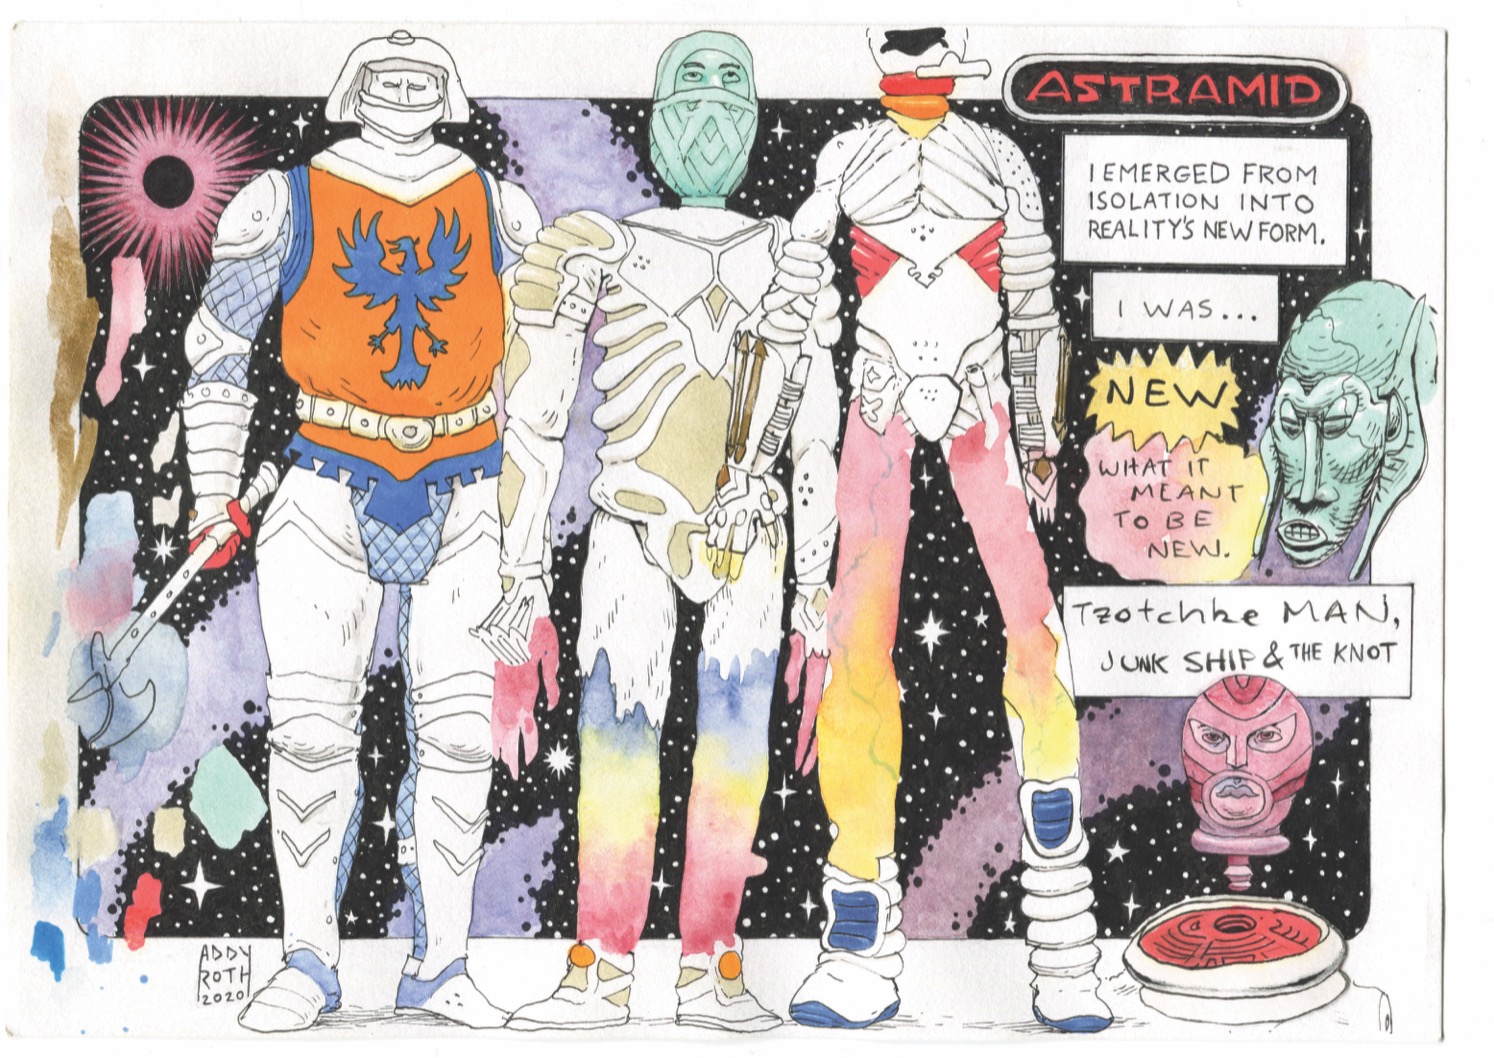 ASTRAMID
I EMERGED FROM
ISOLATION INTO
REALITY'S NEW FORM.
I WAS...
NEW
WHAT IT
MEANT
TO BE
NEW.
Tzotchke MAN,
JUNK SHIP & THE KNOT
ADDY
ROTH
2020